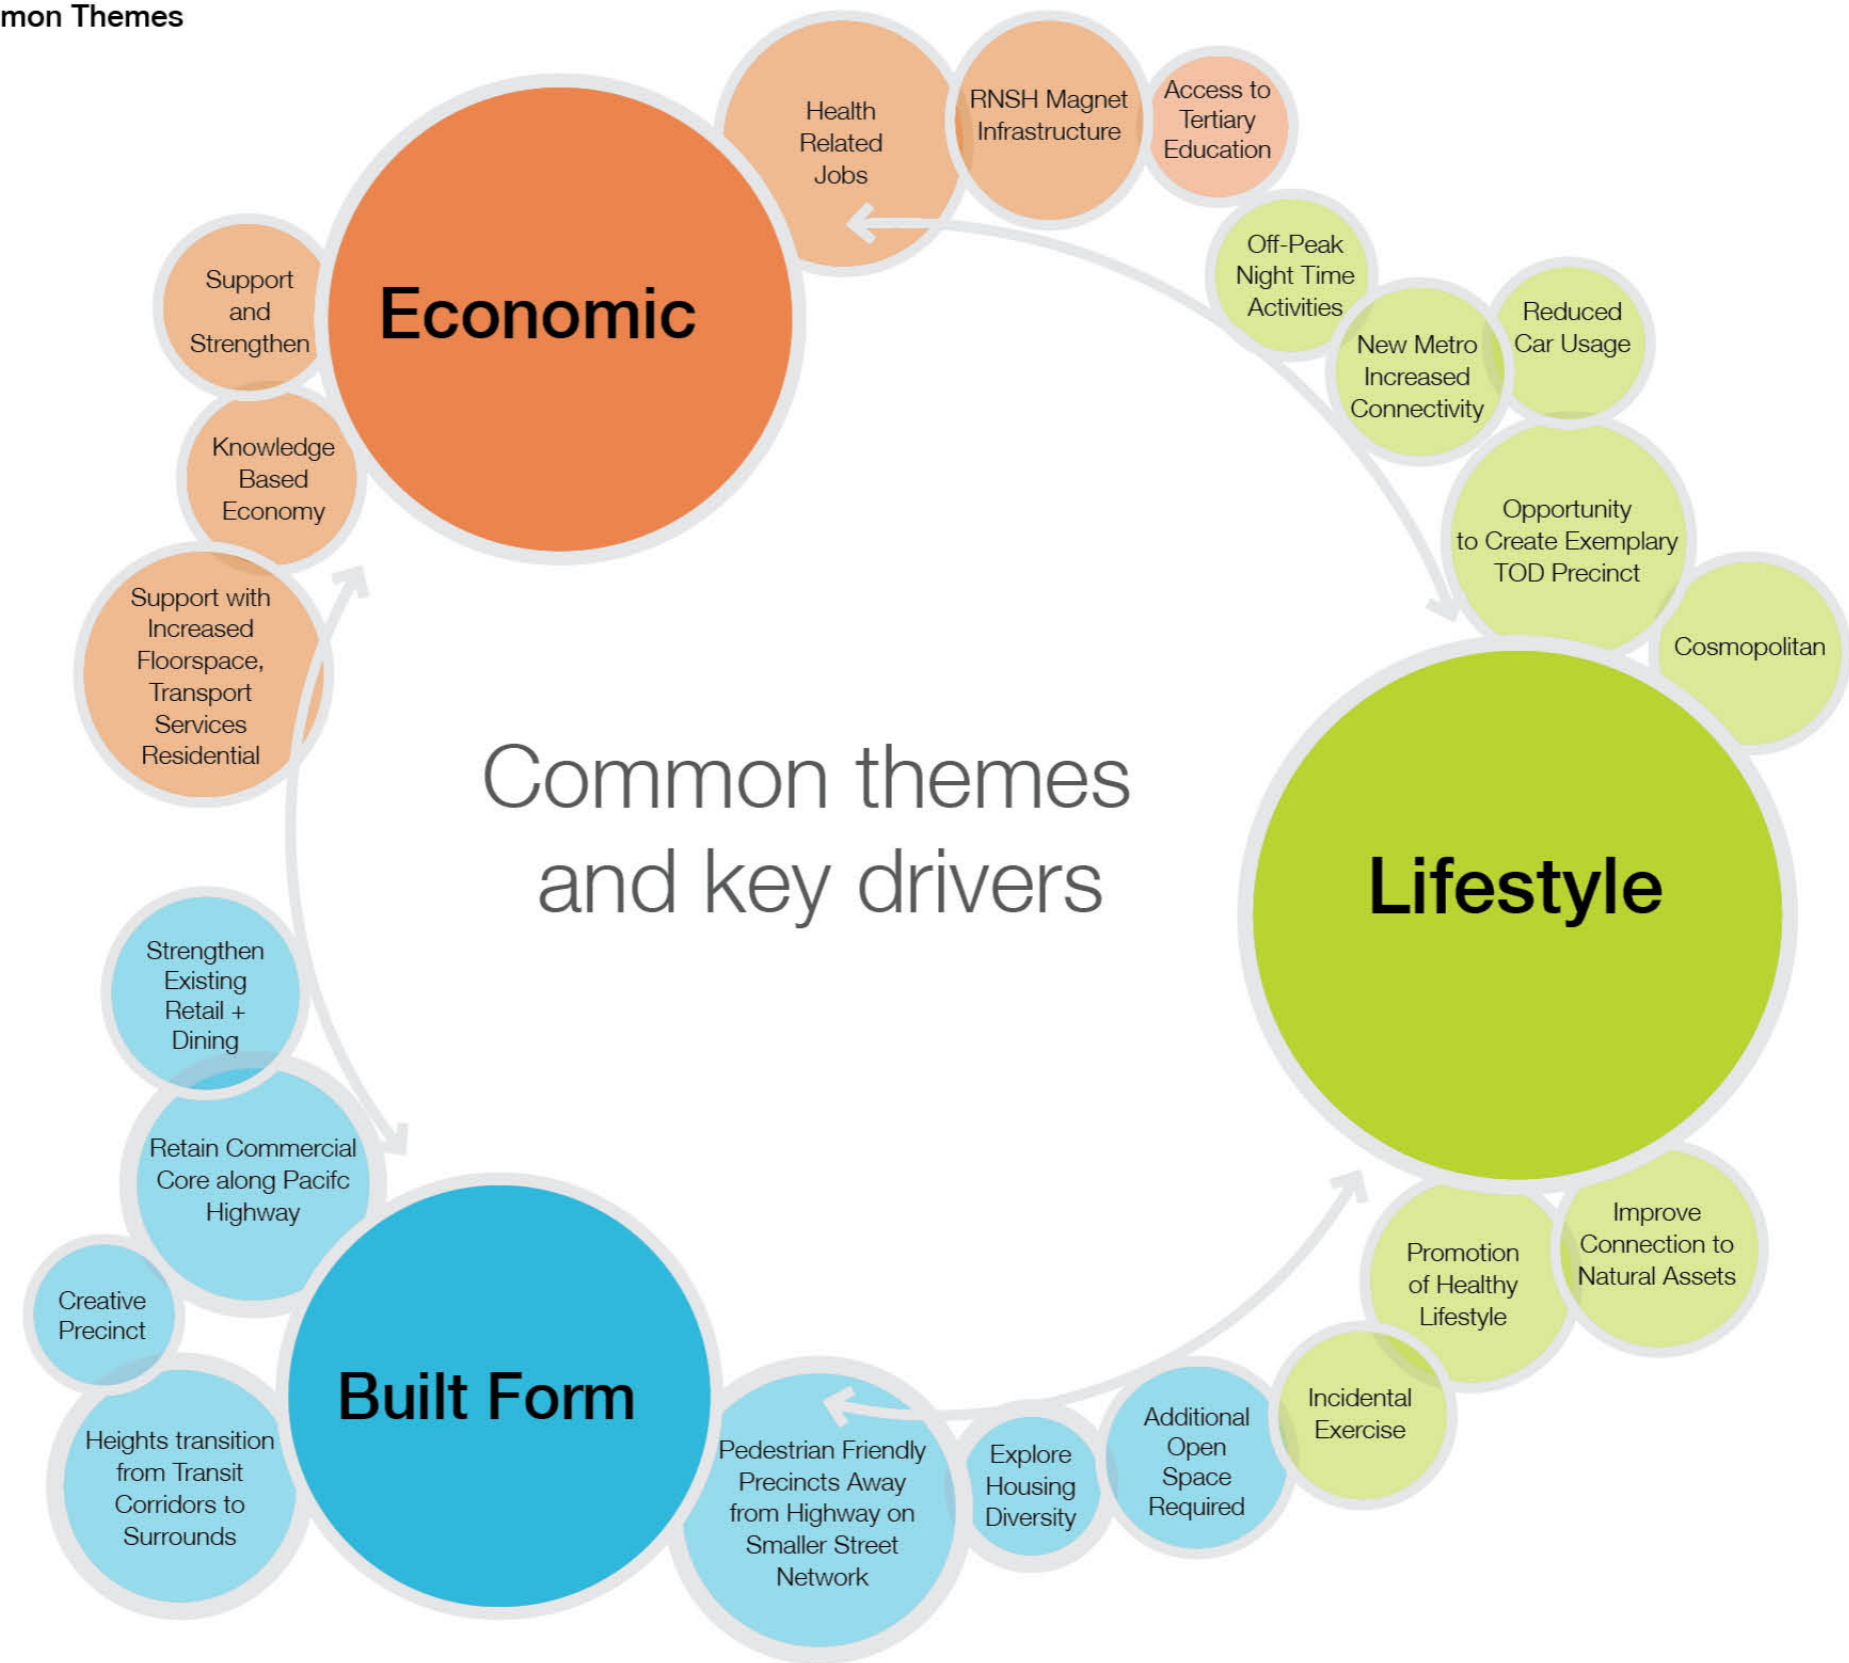 mon Themes
Health
Related
Jobs
RNSH Magnet
Infrastructure
Access to
Tertiary
Education
Off-Peak
Night Time
Activities
New Metro
Increased
Connectivity
Reduced
Car Usage
Opportunity
to Create Exemplary
TOD Precinct
Cosmopolitan
Economic
Support
and
Strengthen
Knowledge
Based
Economy
Support with
Increased
Floorspace,
Transport
Services
Residential
Common themes
and key drivers
Lifestyle
Strengthen
Existing
Retail +
Dining
Retain Commercial
Core along Pacifc
Highway
Creative
Precinct
Heights transition
from Transit
Corridors to
Surrounds
Built Form
Pedestrian Friendly
Precincts Away
from Highway on
Smaller Street
Network
Explore
Housing
Diversity
Additional
Open
Space
Required
Incidental
Exercise
Promotion
of Healthy
Lifestyle
Improve
Connection to
Natural Assets